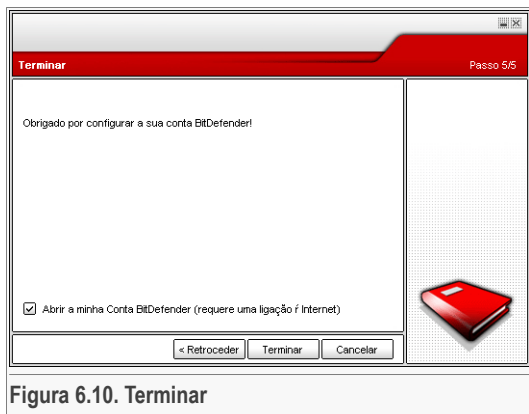 Terminar
Passo 5/5
Obrigado por configurar a sua conta BitDefender!
Abrir a minha Conta BitDefender (requere uma ligação ŕ Internet)
< Retroceder
Terminar
Cancelar
Figura 6.10. Terminar